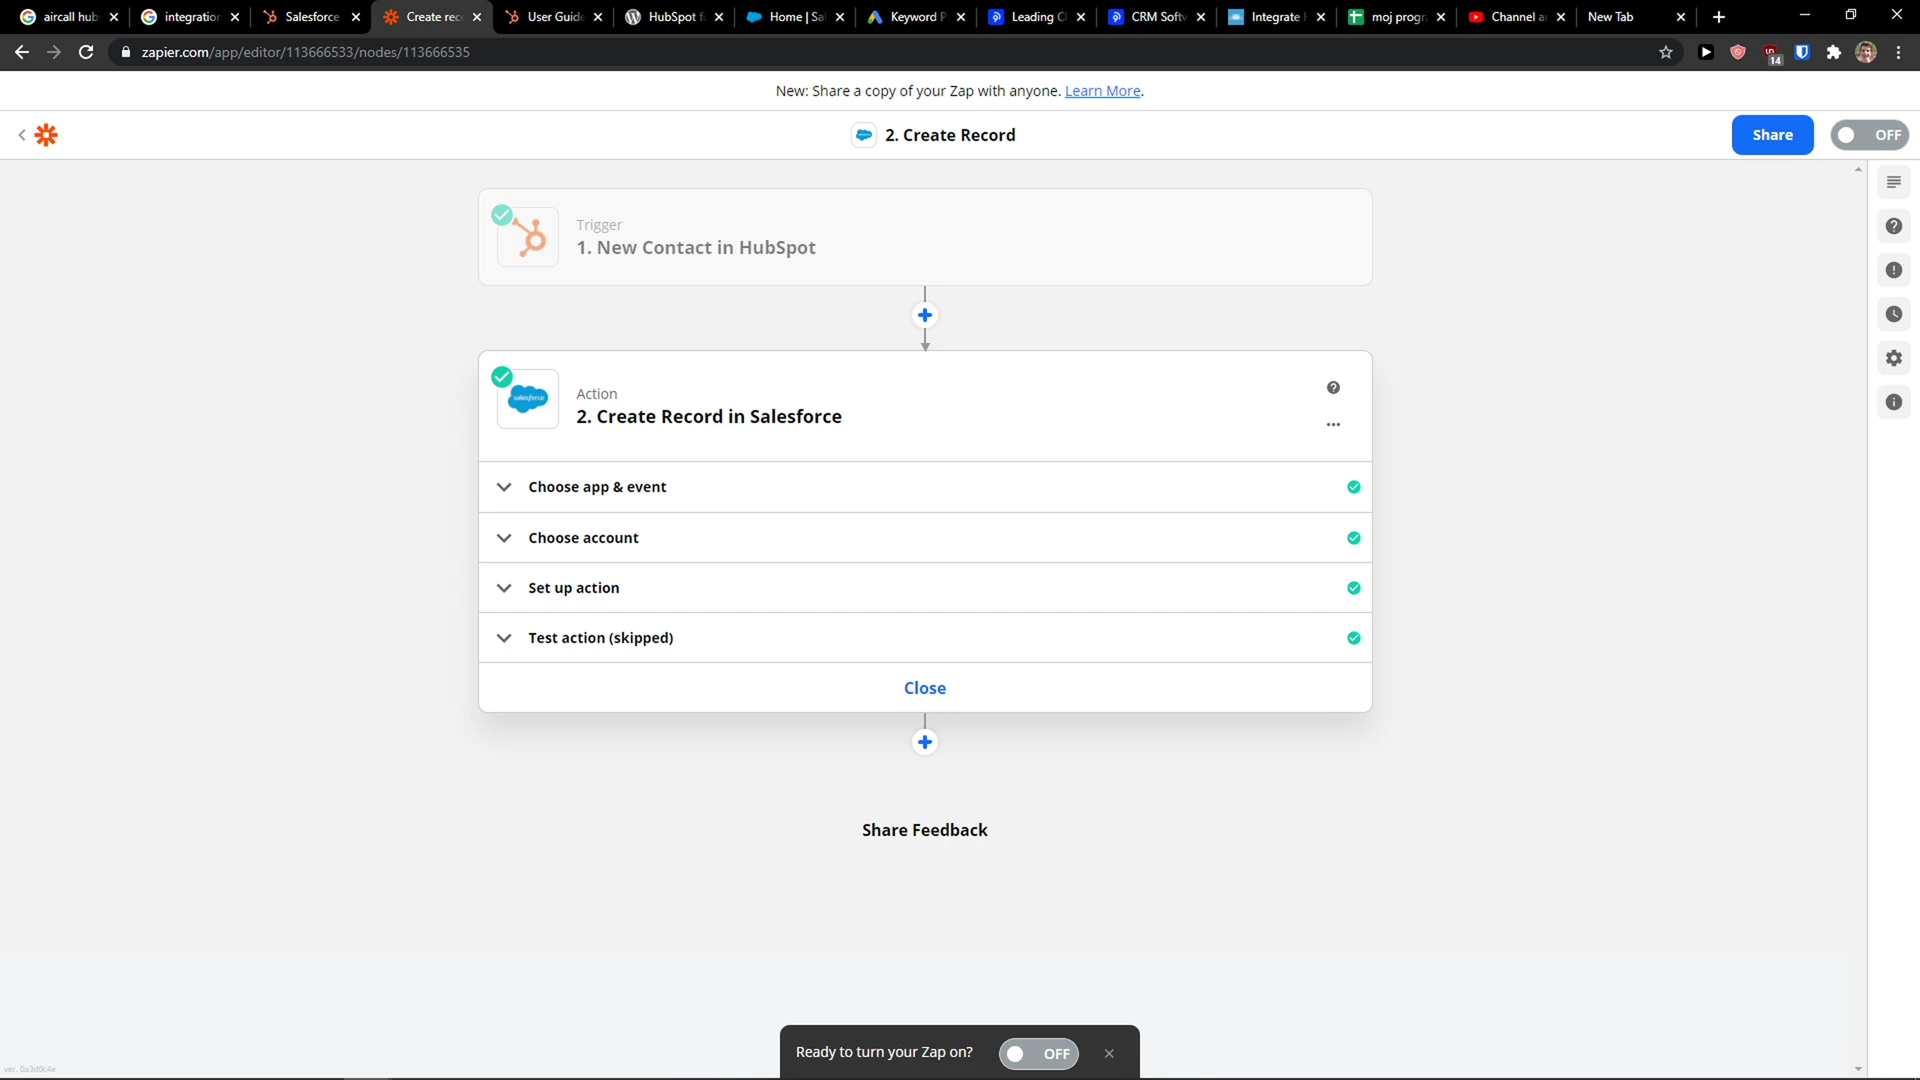 aircall hub
integration
Salesforce
Create rec
User Guide
HubSpot f
Home | Sa
Keyword P
Leading C
CRM Softw
Integrate
moj progr
Channel a
New Tab
zapier.com/app/editor/113666533/nodes/113666535
14
New: Share a copy of your Zap with anyone. Learn More.
2. Create Record
Share
OFF
Trigger
1. New Contact in HubSpot
salesforce
Action
2. Create Record in Salesforce
Choose app & event
Choose account
Set up action
Test action (skipped)
Close
Share Feedback
Ready to turn your Zap on?
OFF
ver. 0a3d0c4e